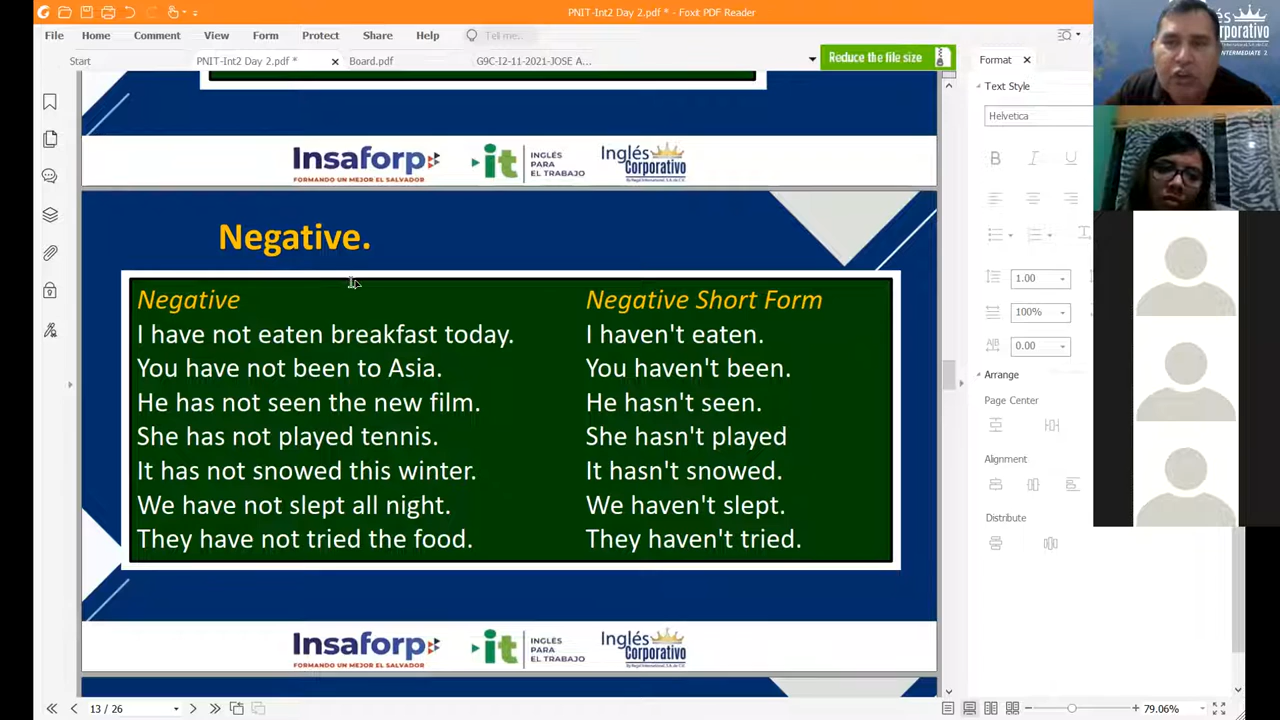 PNIT-Int2 Day 2.pdf * - Foxit PDF Reader
File Home Comment View Form Protect Share Help Tell me...
Start PNIT-Int2 Day 2.pdf * Board.pdf G9C-I2-11-2021-JOSE A... Reduce the file size
Insaforp
FORMANDO UN MEJOR EL SALVADOR
it
INGLÉS
PARA
EL TRABAJO
Inglés
Corporativo
Negative.
Negative Negative Short Form
I have not eaten breakfast today. I haven't eaten.
You have not been to Asia. You haven't been.
He has not seen the new film. He hasn't seen.
She has not played tennis. She hasn't played
It has not snowed this winter. It hasn't snowed.
We have not slept all night. We haven't slept.
They have not tried the food. They haven't tried.
Insaforp
FORMANDO UN MEJOR EL SALVADOR
it
INGLÉS
PARA
EL TRABAJO
Inglés
Corporativo
13 / 26
79.06%
Format
Text Style
Helvetica
B I U
1.00
100%
0.00
Arrange
Page Center
Alignment
Distribute
Inglés
Corporativo
INTERMEDIATE 2